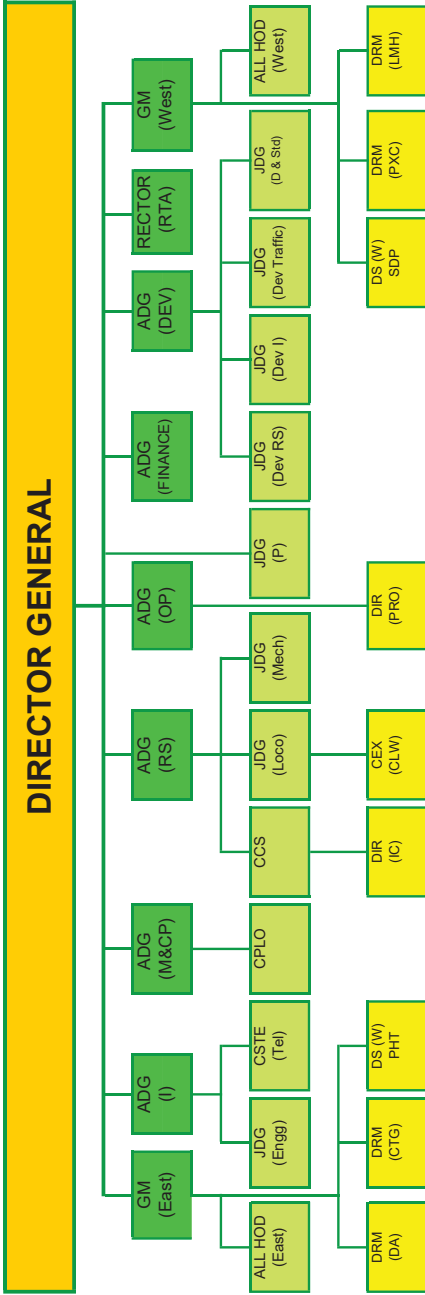 DIRECTOR GENERAL
GM
(East)
ADG
(I)
ADG
(M&CP)
ADG
(RS)
ADG
(OP)
ADG
(FINANCE)
ADG
(DEV)
RECTOR
(RTA)
GM
(West)
ALL HOD
(East)
JDG
(Engg)
CSTE
(Tel)
CPLO
CCS
JDG
(Loco)
JDG
(Mech)
JDG
(P)
JDG
(Dev RS)
JDG
(Dev I)
JDG
(Dev Traffic)
JDG
(D & Std)
ALL HOD
(West)
DRM
(DA)
DRM
(CTG)
DS (W)
PHT
DIR
(IC)
CEX
(CLW)
DIR
(PRO)
DS (W)
SDP
DRM
(PXC)
DRM
(LMH)